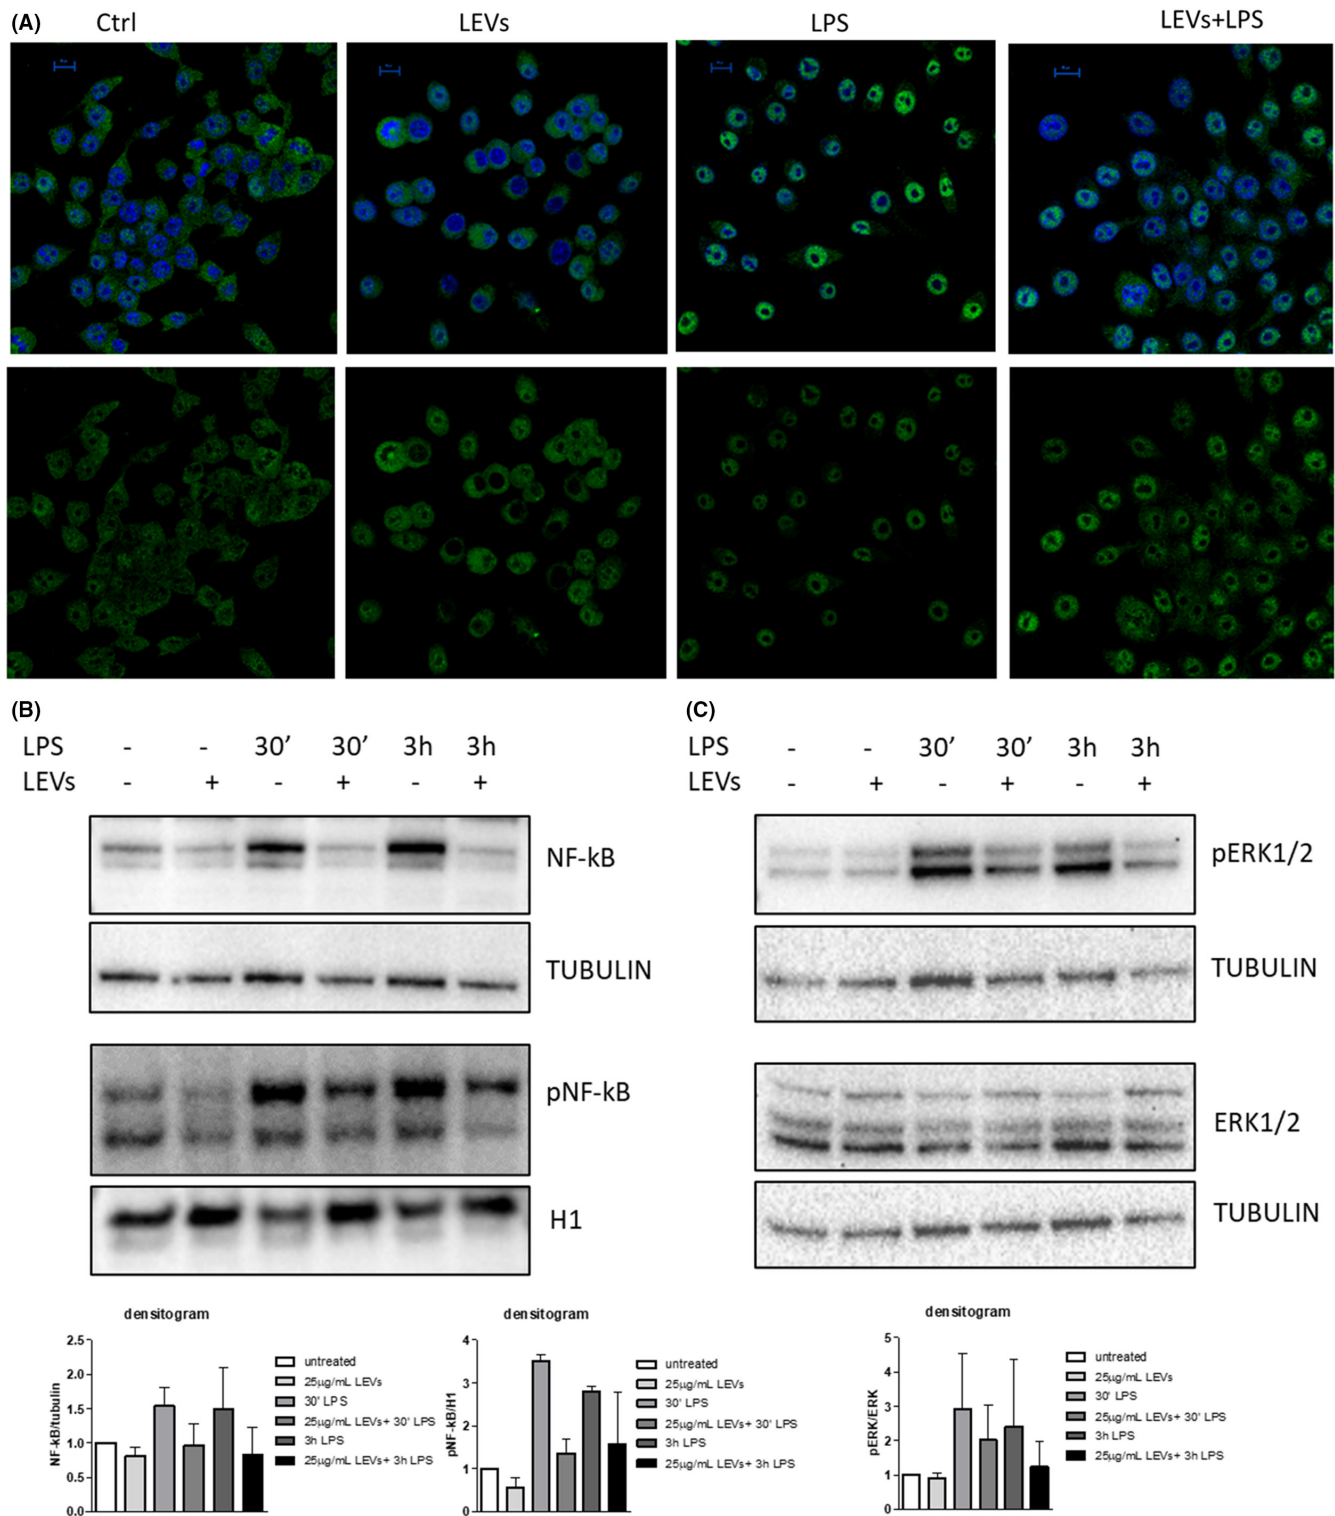 (A)
Ctrl
LEVs
LPS
LEVs+LPS
(B)
LPS - - 30’ 30’ 3h 3h
LEVs - + - + - +
NF-kB
TUBULIN
pNF-kB
H1
(C)
LPS - - 30’ 30’ 3h 3h
LEVs - + - + - +
pERK1/2
TUBULIN
ERK1/2
TUBULIN
densitogram
NF-kB/tubulin
2.5
2.0
1.5
1.0
0.5
0.0
untreated
25µg/mL LEVs
30' LPS
25µg/mL LEVs+ 30' LPS
3h LPS
25µg/mL LEVs+ 3h LPS
densitogram
pNF-kB/H1
4
3
2
1
0
untreated
25µg/mL LEVs
30' LPS
25µg/mL LEVs+ 30' LPS
3h LPS
25µg/mL LEVs+ 3h LPS
densitogram
pERK/ERK
5
4
3
2
1
0
untreated
25µg/mL LEVs
30' LPS
25µg/mL LEVs+ 30' LPS
3h LPS
25µg/mL LEVs+ 3h LPS